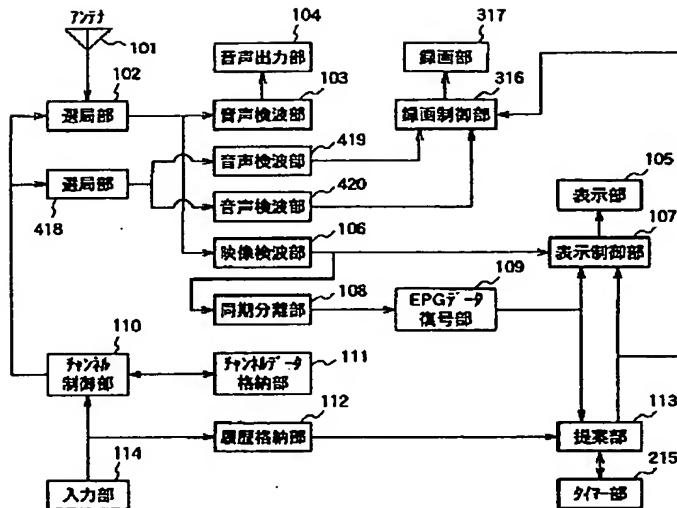 アンテナ
101
104
音声出力部
317
録画部
102
選局部
103
音声検波部
316
録画制御部
419
音声検波部
選局部
418
420
音声検波部
105
表示部
106
映像検波部
107
表示制御部
108
同期分離部
109
EPGデータ
復号部
110
チャンネル
制御部
111
チャンネルデータ
格納部
112
履歴格納部
113
提案部
114
入力部
215
タイマー部